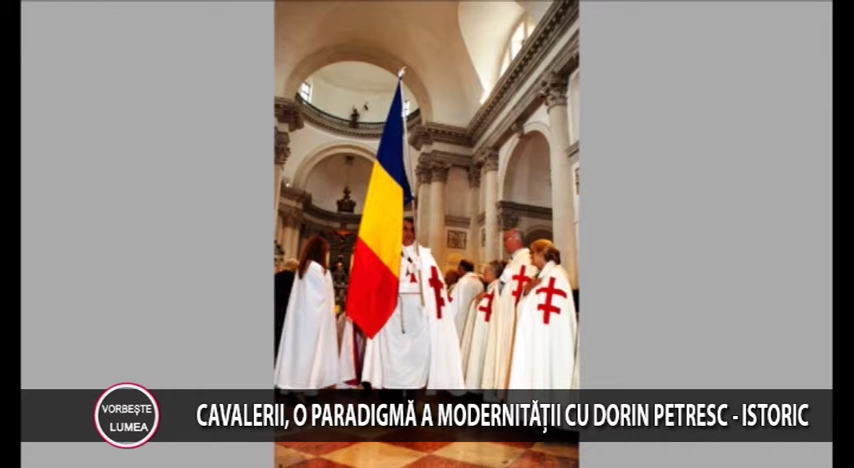 VORBEȘTE
LUMEA
CAVALERII, O PARADIGMĂ A MODERNITĂȚII CU DORIN PETRESC - ISTORIC